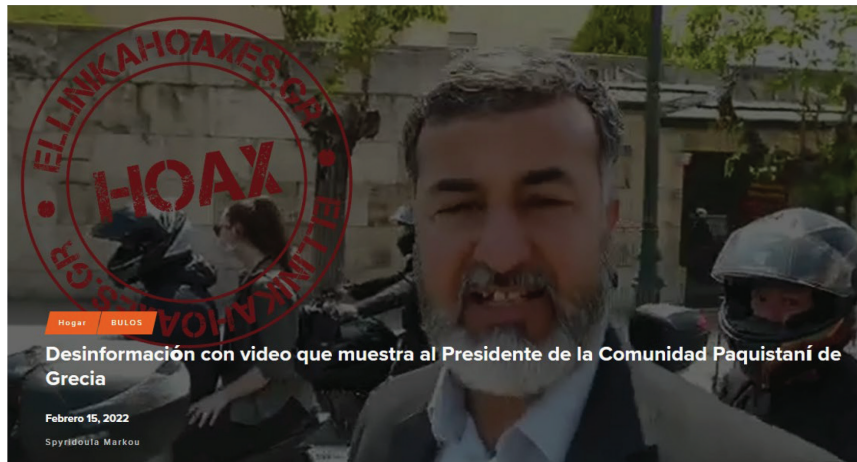 ELLINIKAHOAXES.GR
HOAX
ELLINIKAHOAXES.GR
Hogar
BULOS
Desinformación con video que muestra al Presidente de la Comunidad Paquistaní de
Grecia
Febrero 15, 2022
Spyridoula Markou